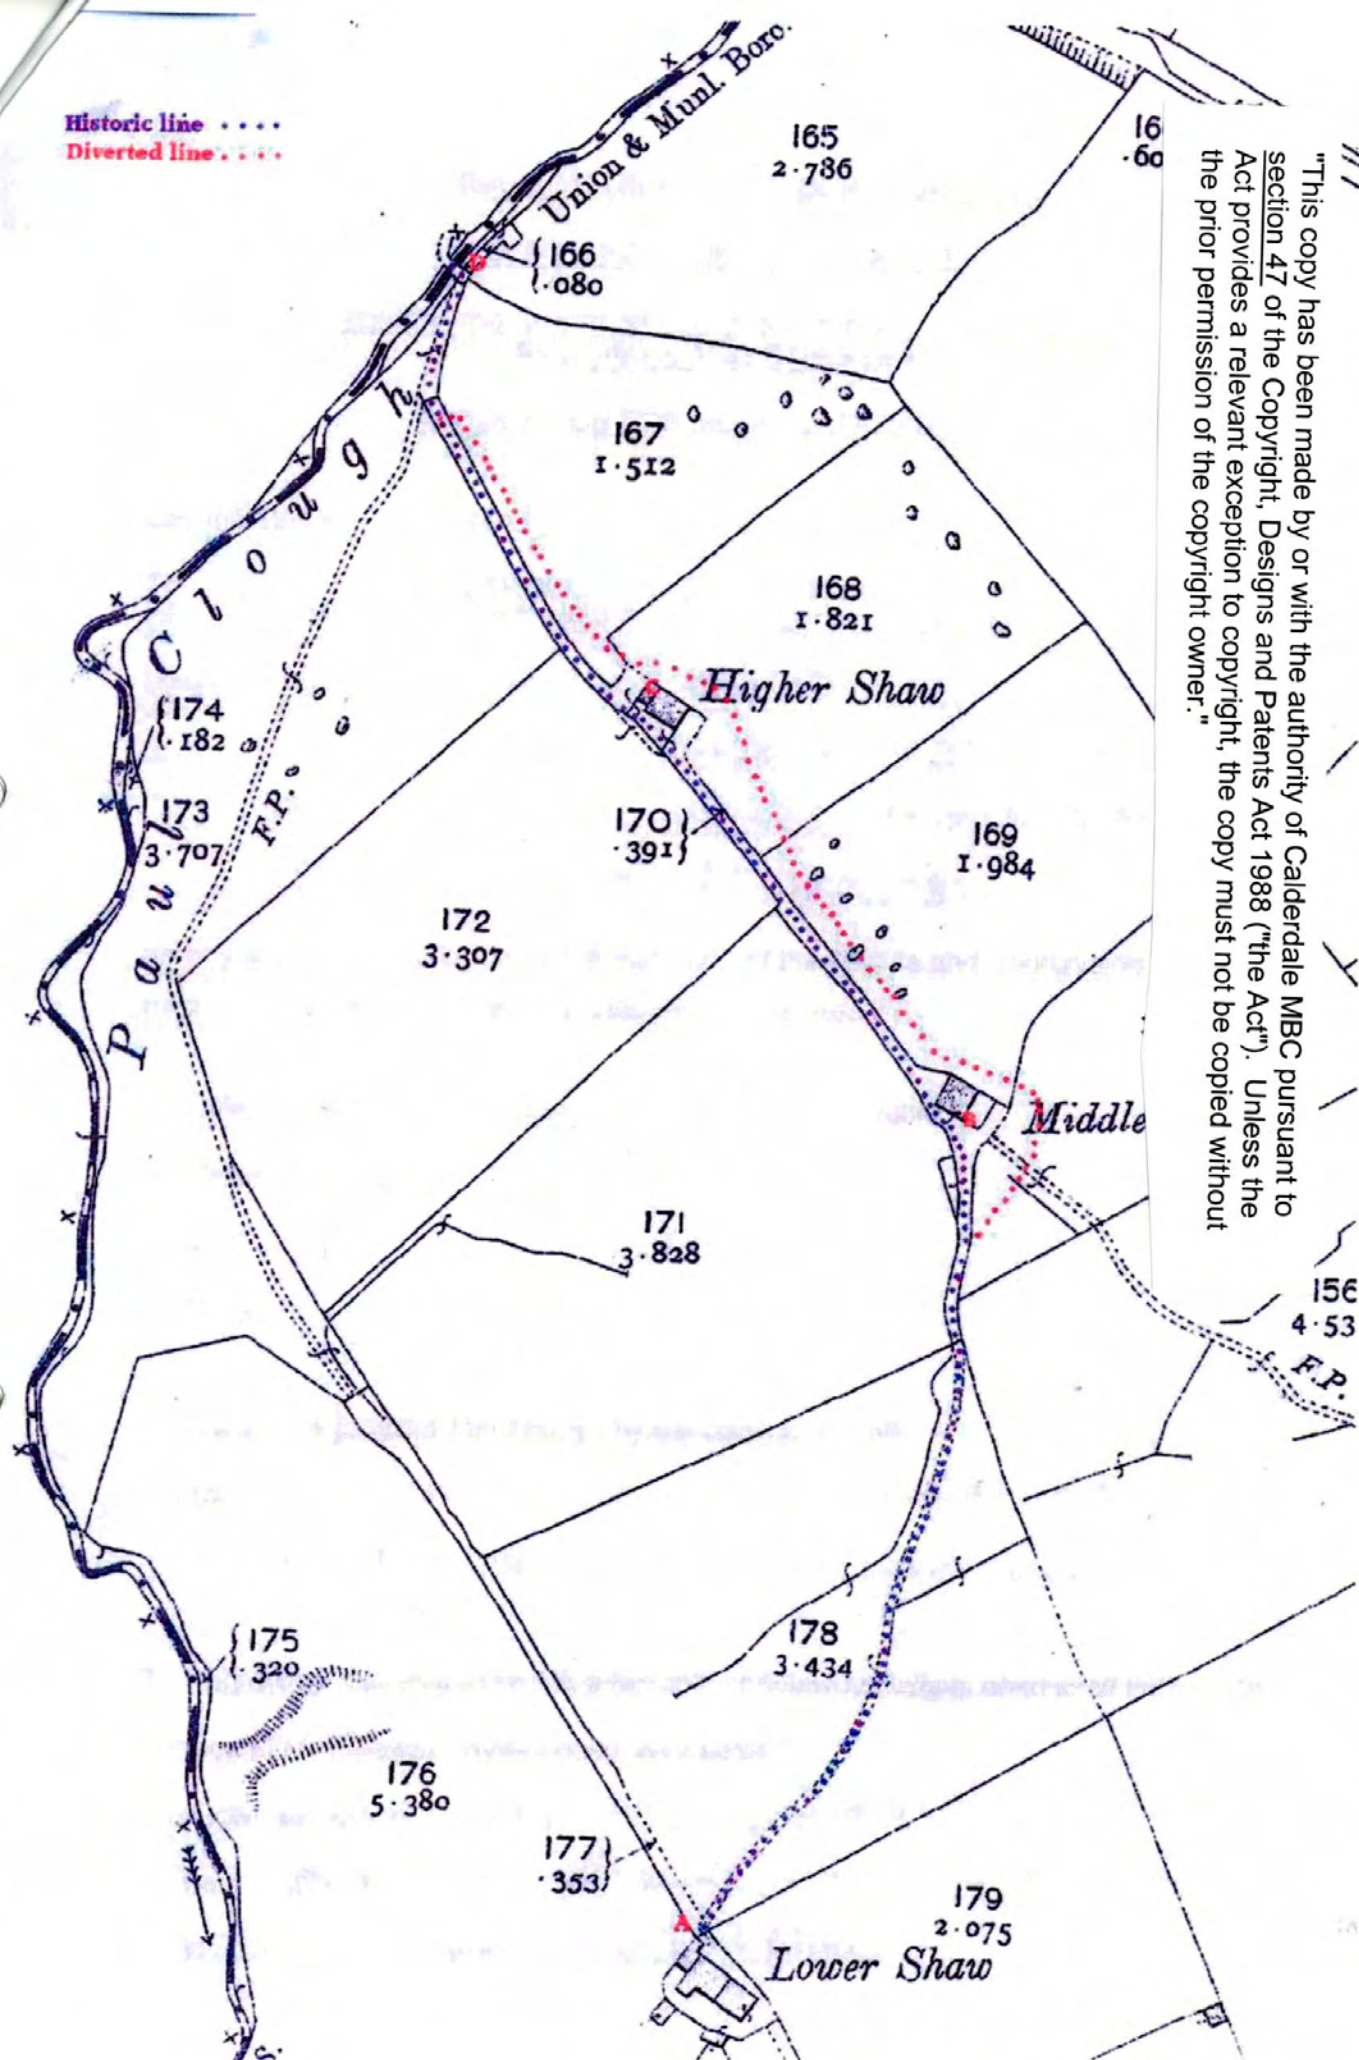 Historic line ....
Diverted line ....
Union & Munl. Boro.
165
2.786
16
.60
166
.080
167
1.512
168
1.821
Higher Shaw
C
D
174
.182
173
3.707
F.P.
Paul Clough
170
.391
169
1.984
172
3.307
Middle
B
171
3.828
156
4.53
F.P.
178
3.434
175
.320
176
5.380
177
.353
179
2.075
A
Lower Shaw
S.
"This copy has been made by or with the authority of Calderdale MBC pursuant to
section 47 of the Copyright, Designs and Patents Act 1988 ("the Act"). Unless the
Act provides a relevant exception to copyright, the copy must not be copied without
the prior permission of the copyright owner."